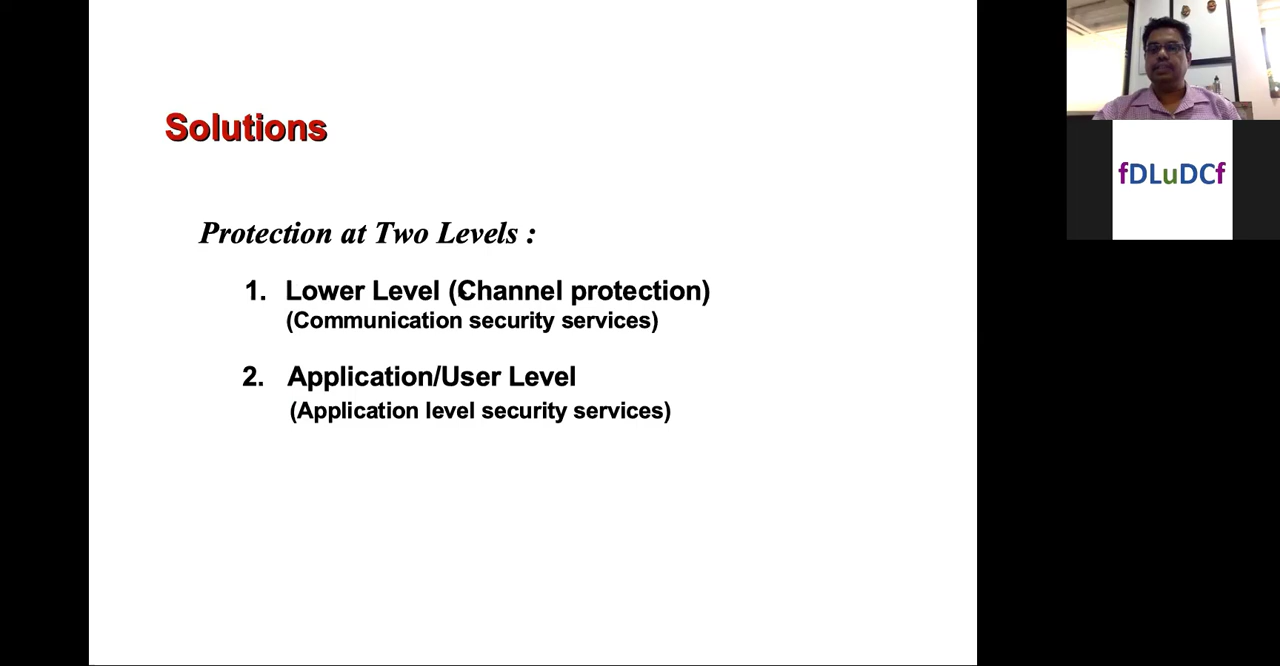 Solutions
Protection at Two Levels :
1. Lower Level (Channel protection)
(Communication security services)
2. Application/User Level
(Application level security services)
fDLuDCf